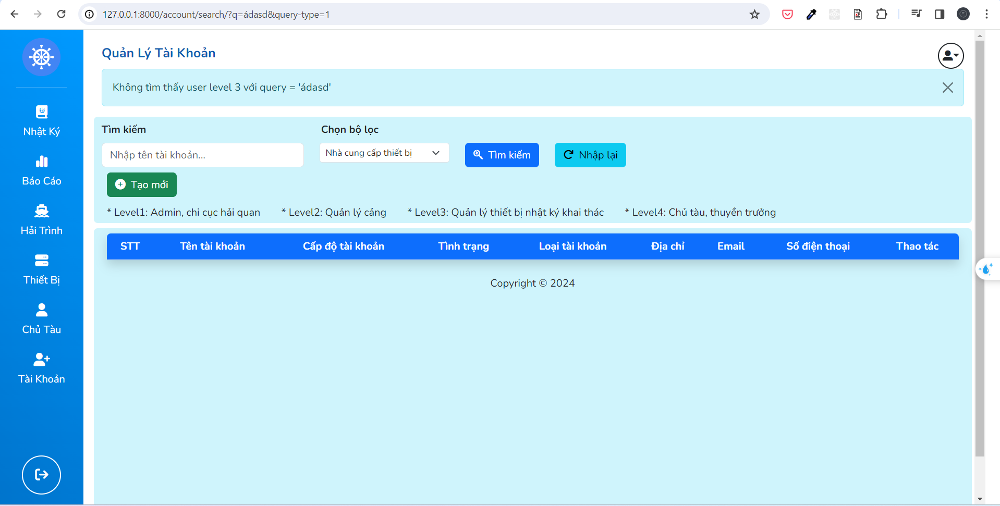 127.0.0.1:8000/account/search/?q=ádasd&query-type=1
Nhật Ký
Báo Cáo
Hải Trình
Thiết Bị
Chủ Tàu
Tài Khoản
Quản Lý Tài Khoản
Không tìm thấy user level 3 với query = 'ádasd'
Tìm kiếm
Chọn bộ lọc
Nhập tên tài khoản...
Nhà cung cấp thiết bị
Tìm kiếm
Nhập lại
Tạo mới
* Level1: Admin, chi cục hải quan * Level2: Quản lý cảng * Level3: Quản lý thiết bị nhật ký khai thác * Level4: Chủ tàu, thuyền trưởng
STT Tên tài khoản Cấp độ tài khoản Tình trạng Loại tài khoản Địa chỉ Email Số điện thoại Thao tác
Copyright © 2024